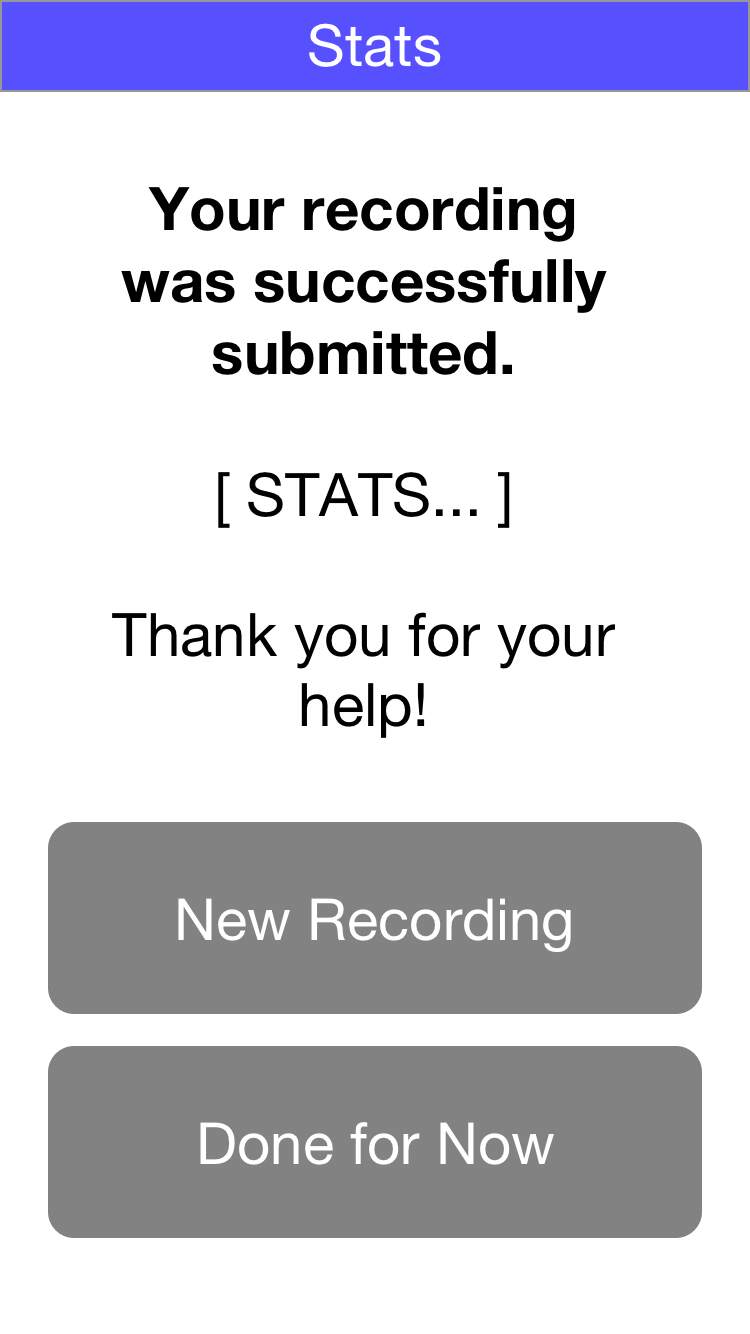 Stats
Your recording
was successfully
submitted.
[ STATS... ]
Thank you for your
help!
New Recording
Done for Now